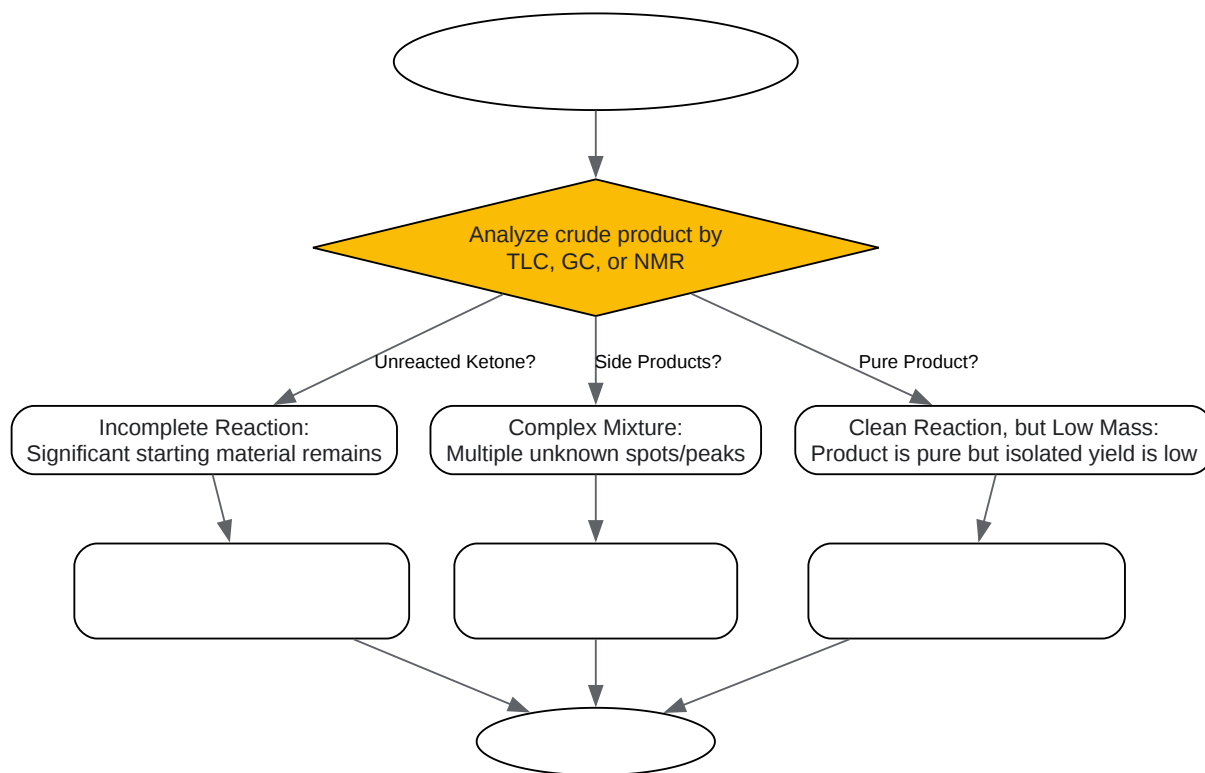 Analyze crude product by
TLC, GC, or NMR
Unreacted Ketone?
Side Products?
Pure Product?
Incomplete Reaction:
Significant starting material remains
Complex Mixture:
Multiple unknown spots/peaks
Clean Reaction, but Low Mass:
Product is pure but isolated yield is low